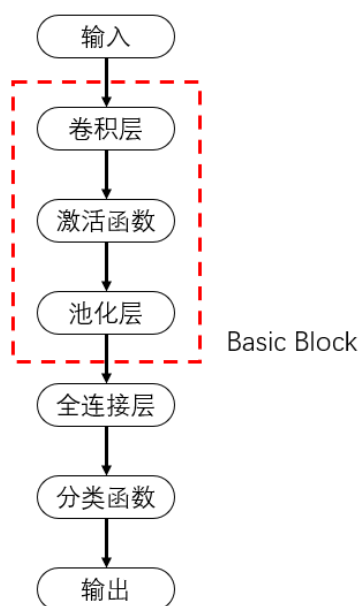 输入
卷积层
激活函数
池化层
Basic Block
全连接层
分类函数
输出